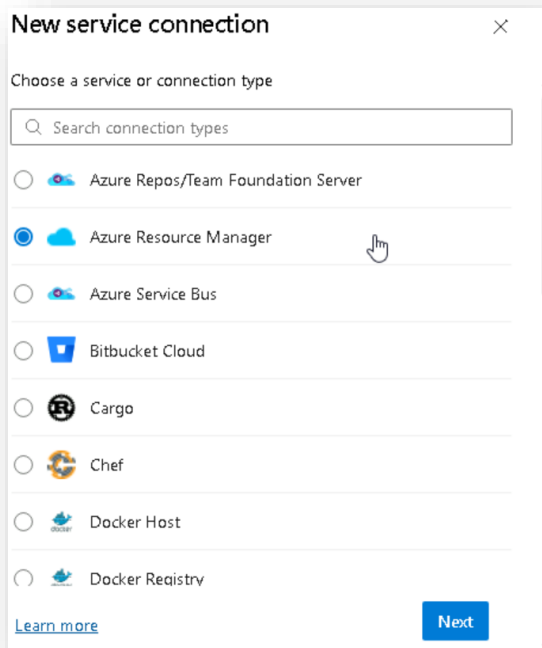 New service connection
Choose a service or connection type
Search connection types
Azure Repos/Team Foundation Server
Azure Resource Manager
Azure Service Bus
Bitbucket Cloud
Cargo
Chef
Docker Host
Docker Registry
Learn more
Next